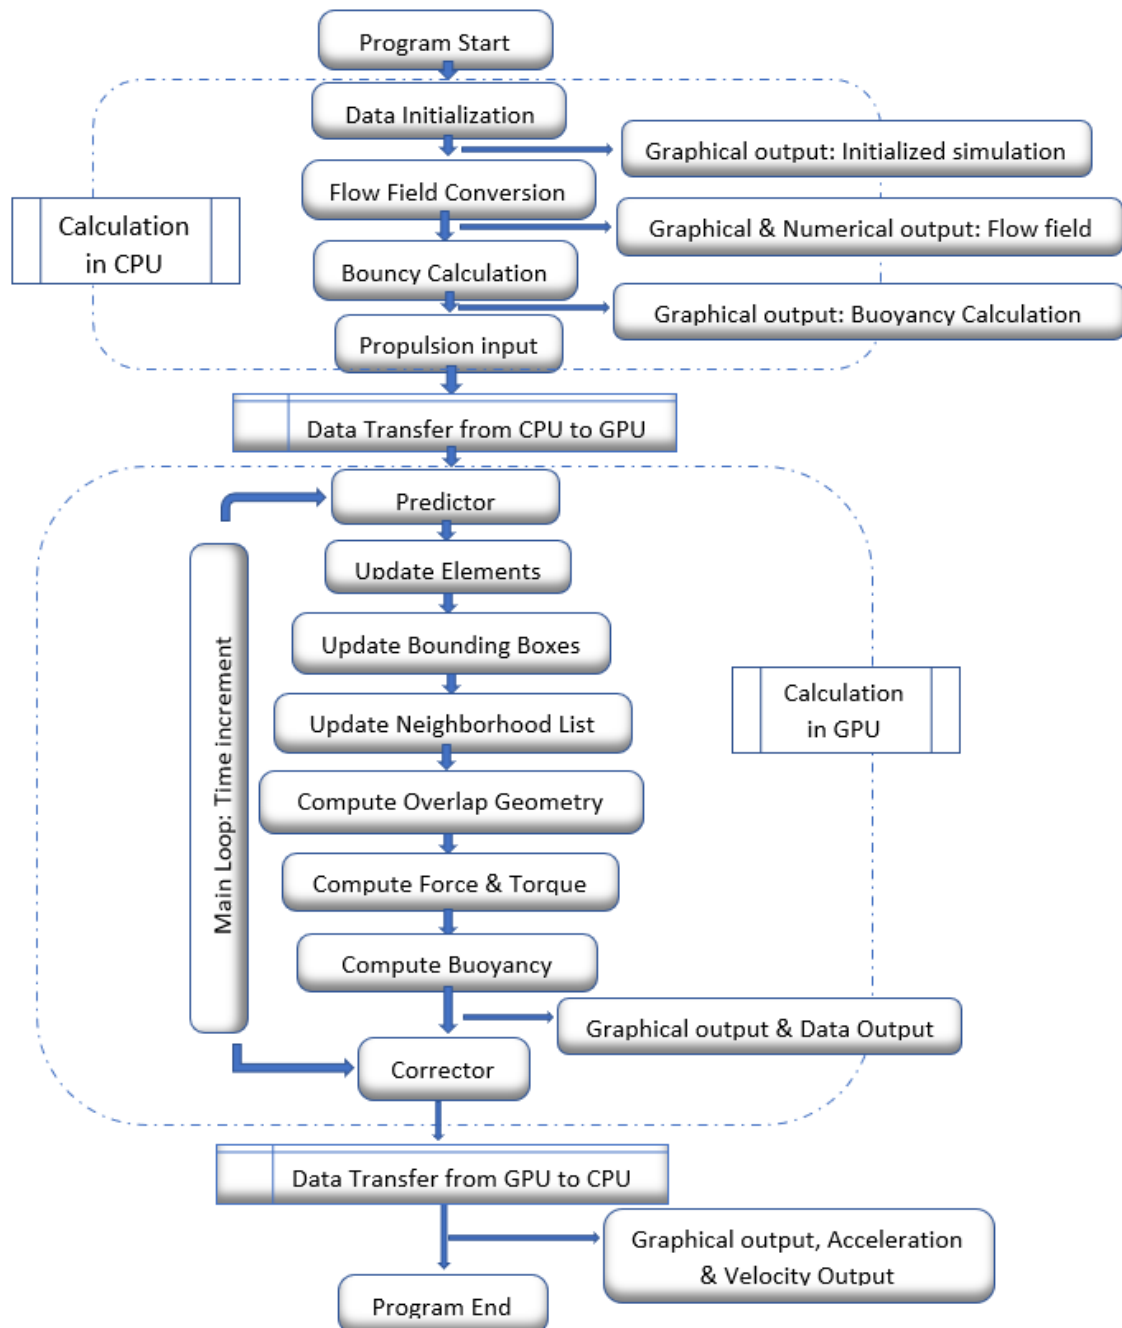 Program Start
Data Initialization
Graphical output: Initialized simulation
Flow Field Conversion
Calculation
in CPU
Graphical & Numerical output: Flow field
Bouncy Calculation
Graphical output: Buoyancy Calculation
Propulsion input
Data Transfer from CPU to GPU
Predictor
Update Elements
Update Bounding Boxes
Main Loop: Time increment
Calculation
in GPU
Update Neighborhood List
Compute Overlap Geometry
Compute Force & Torque
Compute Buoyancy
Graphical output & Data Output
Corrector
Data Transfer from GPU to CPU
Graphical output, Acceleration
& Velocity Output
Program End